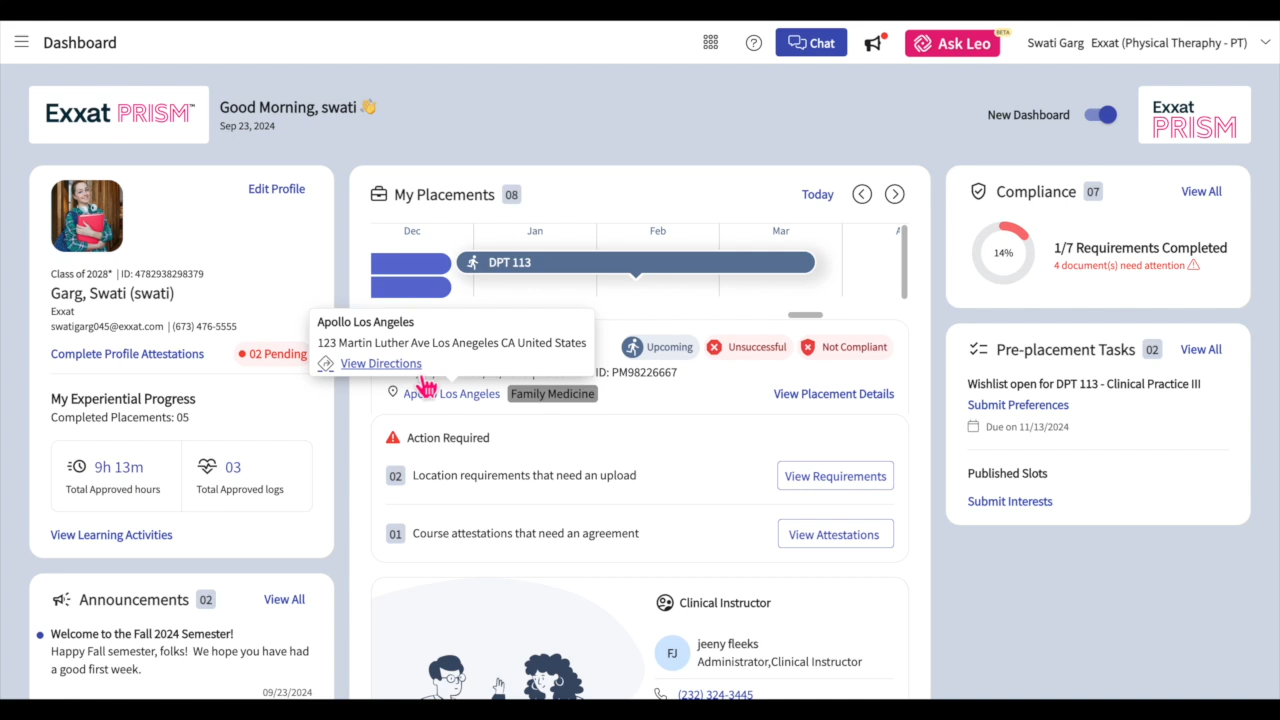 Dashboard
Chat
Ask Leo
BETA
Swati Garg Exxat (Physical Theraphy - PT)
Exxat PRISM™
Good Morning, swati 👋
Sep 23, 2024
New Dashboard
Exxat
PRISM
Edit Profile
Class of 2028* | ID: 4782938298379
Garg, Swati (swati)
Exxat
swatigarg045@exxat.com | (673) 476-5555
Complete Profile Attestations
02 Pending
My Experiential Progress
Completed Placements: 05
9h 13m
Total Approved hours
03
Total Approved logs
View Learning Activities
Announcements 02
View All
Welcome to the Fall 2024 Semester!
Happy Fall semester, folks! We hope you have had
a good first week.
09/23/2024
My Placements 08
Today
Dec Jan Feb Mar
DPT 113
Apollo Los Angeles
123 Martin Luther Ave Los Anegeles CA United States
View Directions
Upcoming
Unsuccessful
Not Compliant
ID: PM98226667
Los Angeles
Family Medicine
View Placement Details
Action Required
02 Location requirements that need an upload
View Requirements
01 Course attestations that need an agreement
View Attestations
Clinical Instructor
FJ
jeeny fleeks
Administrator,Clinical Instructor
(232) 324-3445
Compliance 07
View All
14%
1/7 Requirements Completed
4 document(s) need attention
Pre-placement Tasks 02
View All
Wishlist open for DPT 113 - Clinical Practice III
Submit Preferences
Due on 11/13/2024
Published Slots
Submit Interests